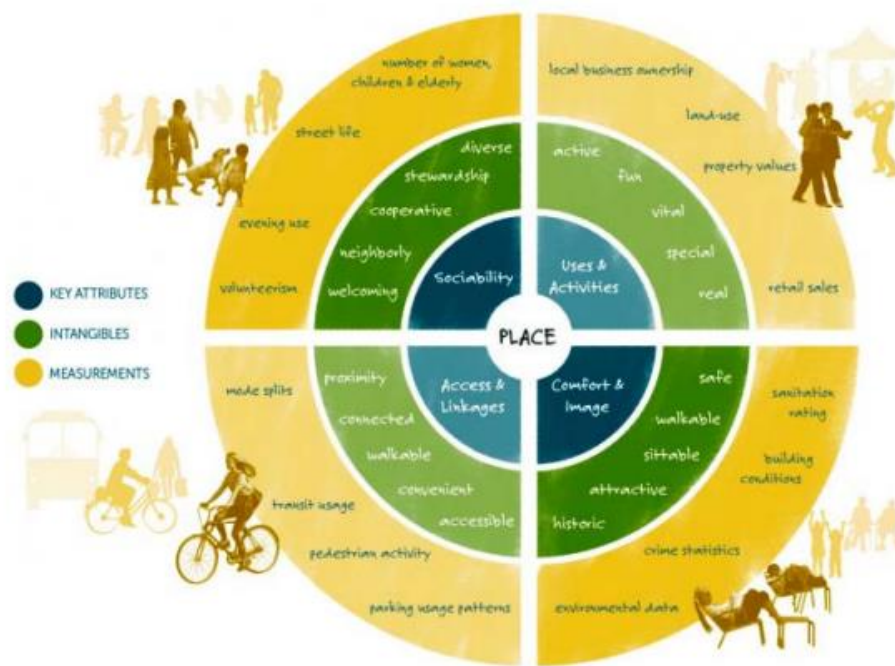 number of women,
children & elderly
street life
evening use
volunteerism
diverse
stewardship
cooperative
neighborly
welcoming
Sociability
local business ownership
land-use
property values
retail sales
active
fun
vital
special
real
Uses &
Activities
KEY ATTRIBUTES
INTANGIBLES
MEASUREMENTS
PLACE
mode splits
transit usage
pedestrian activity
parking usage patterns
proximity
connected
walkable
convenient
accessible
Access &
Linkages
Comfort &
Image
safe
walkable
sittable
attractive
historic
sanitation
rating
building
conditions
crime statistics
environmental data